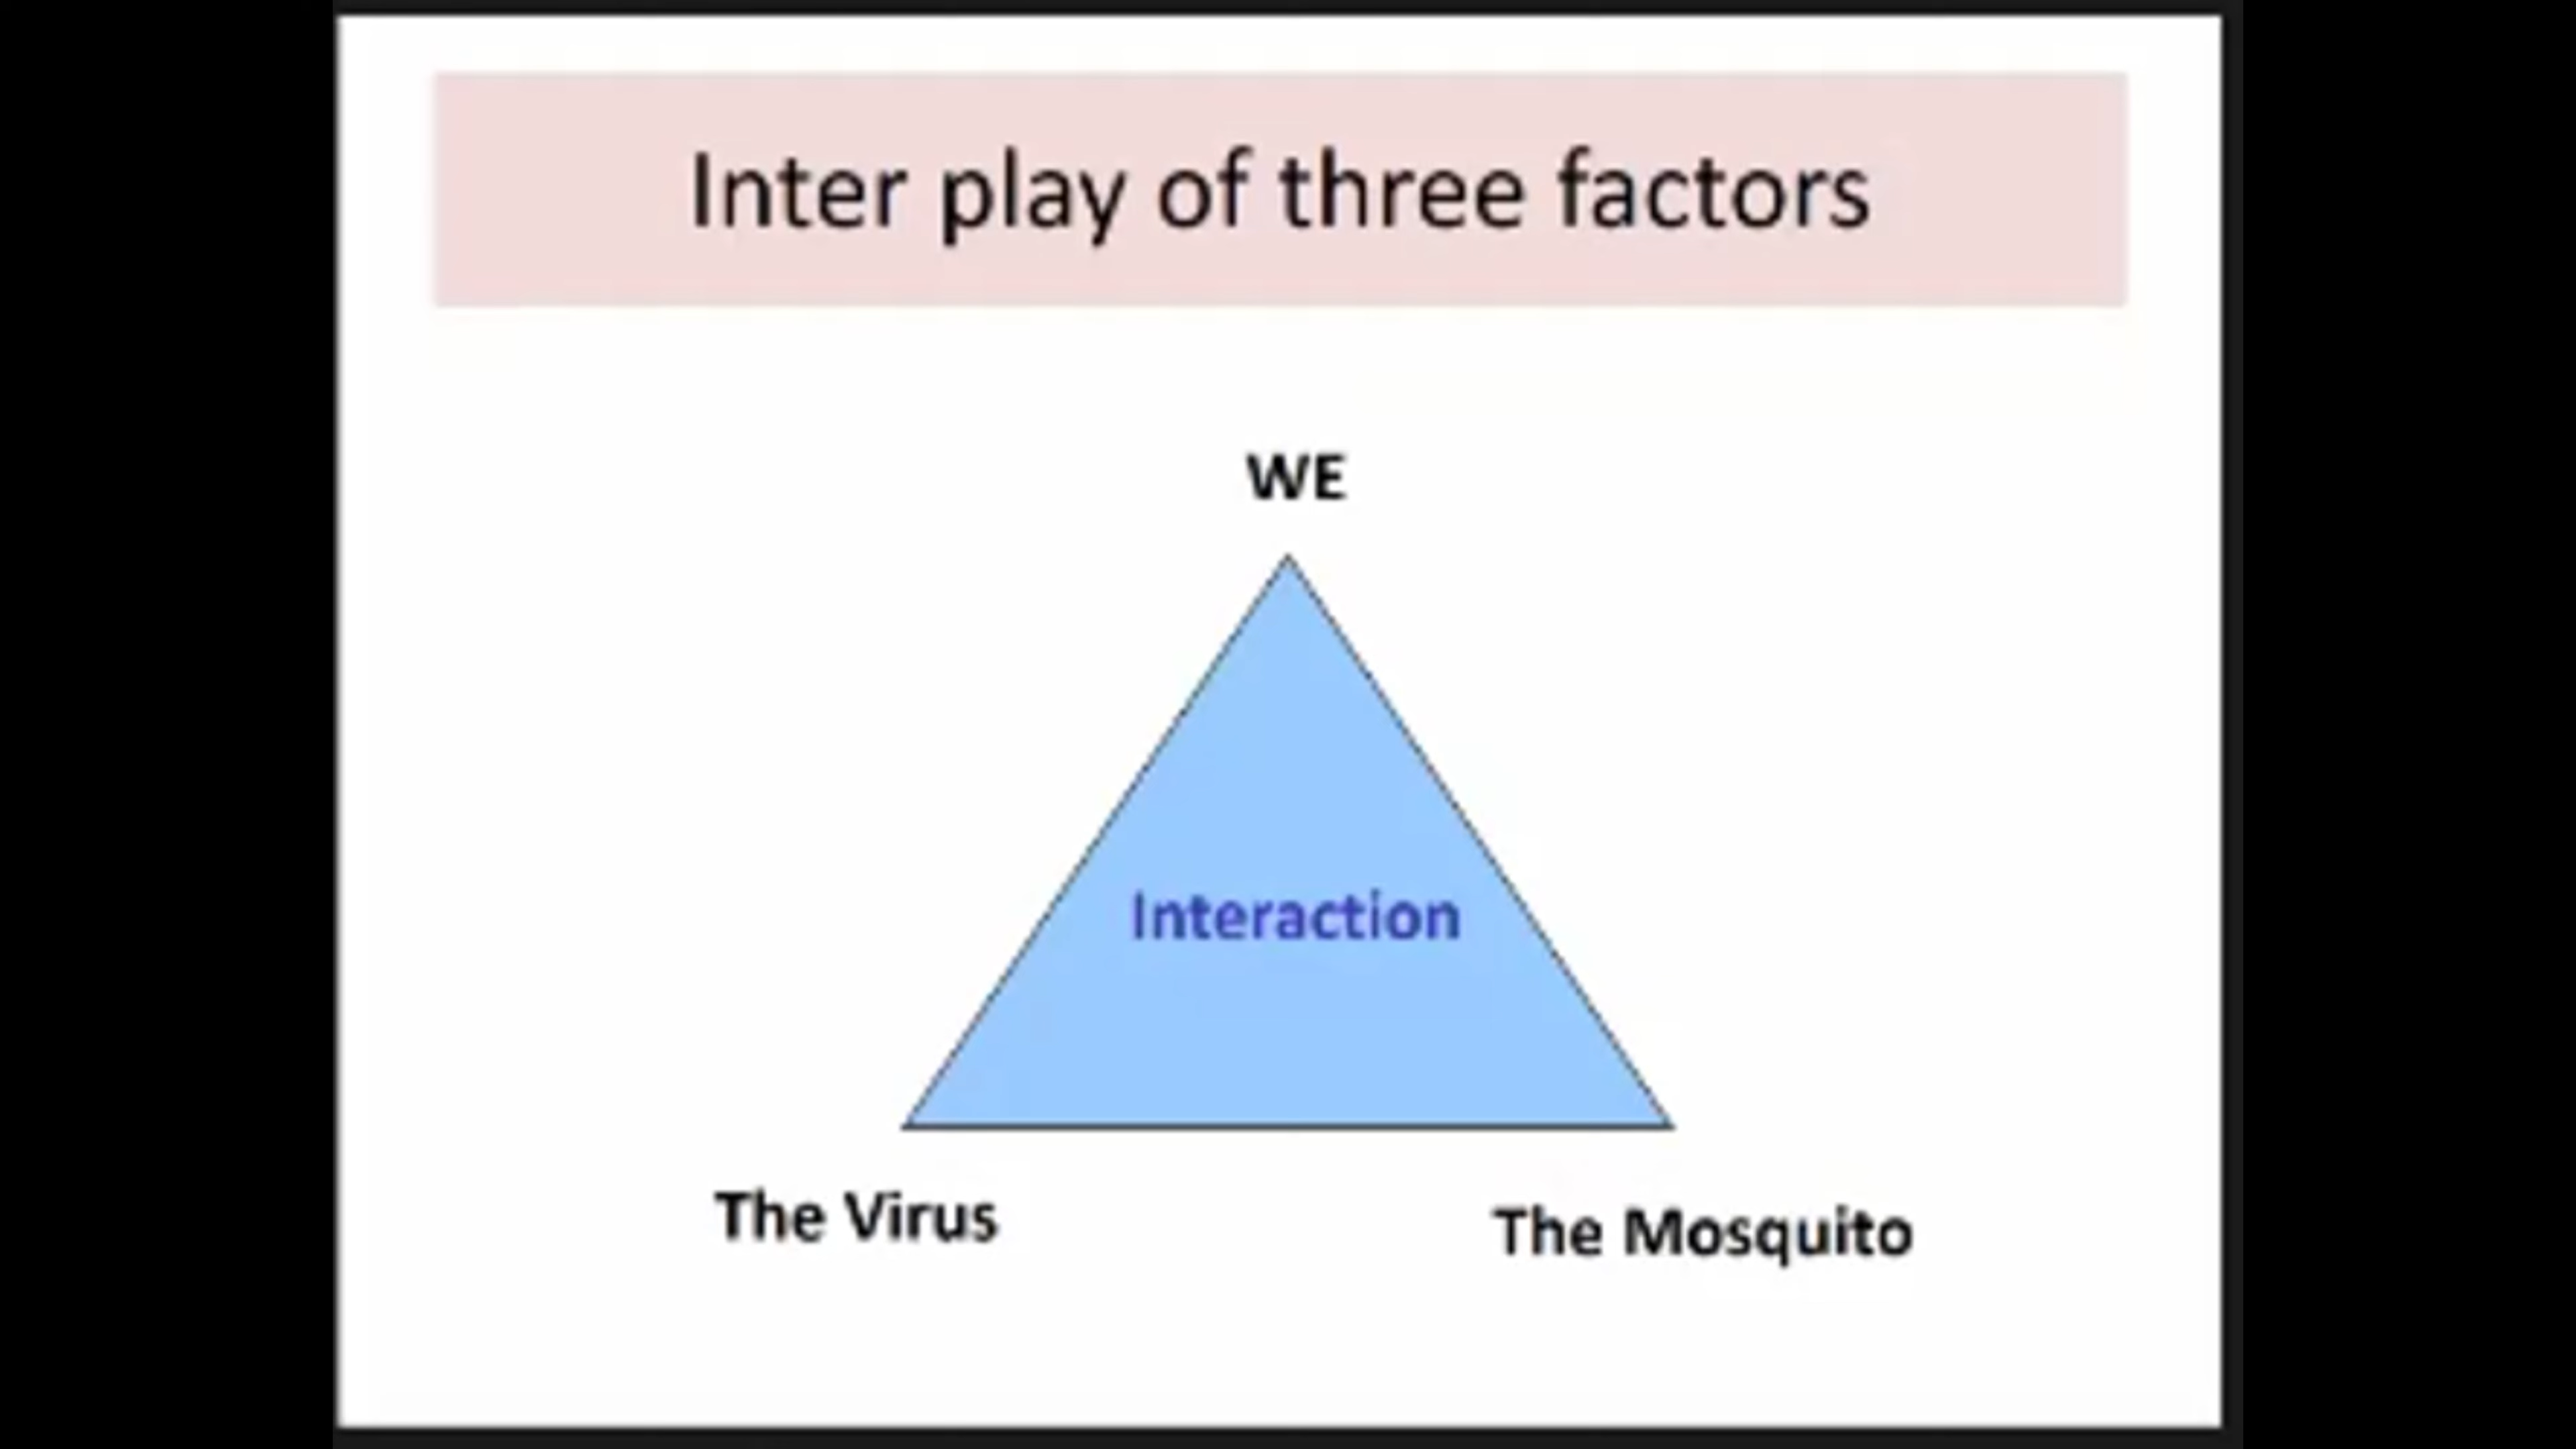 Inter play of three factors
WE
Interaction
The Virus
The Mosquito